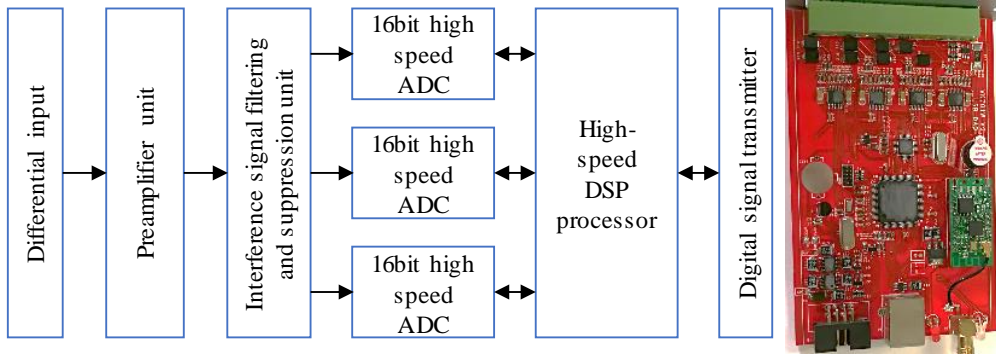 Differential input
Preamplifier unit
Interference signal filtering
and suppression unit
16bit high
speed
ADC
16bit high
speed
ADC
16bit high
speed
ADC
High-
speed
DSP
processor
Digital signal transmitter